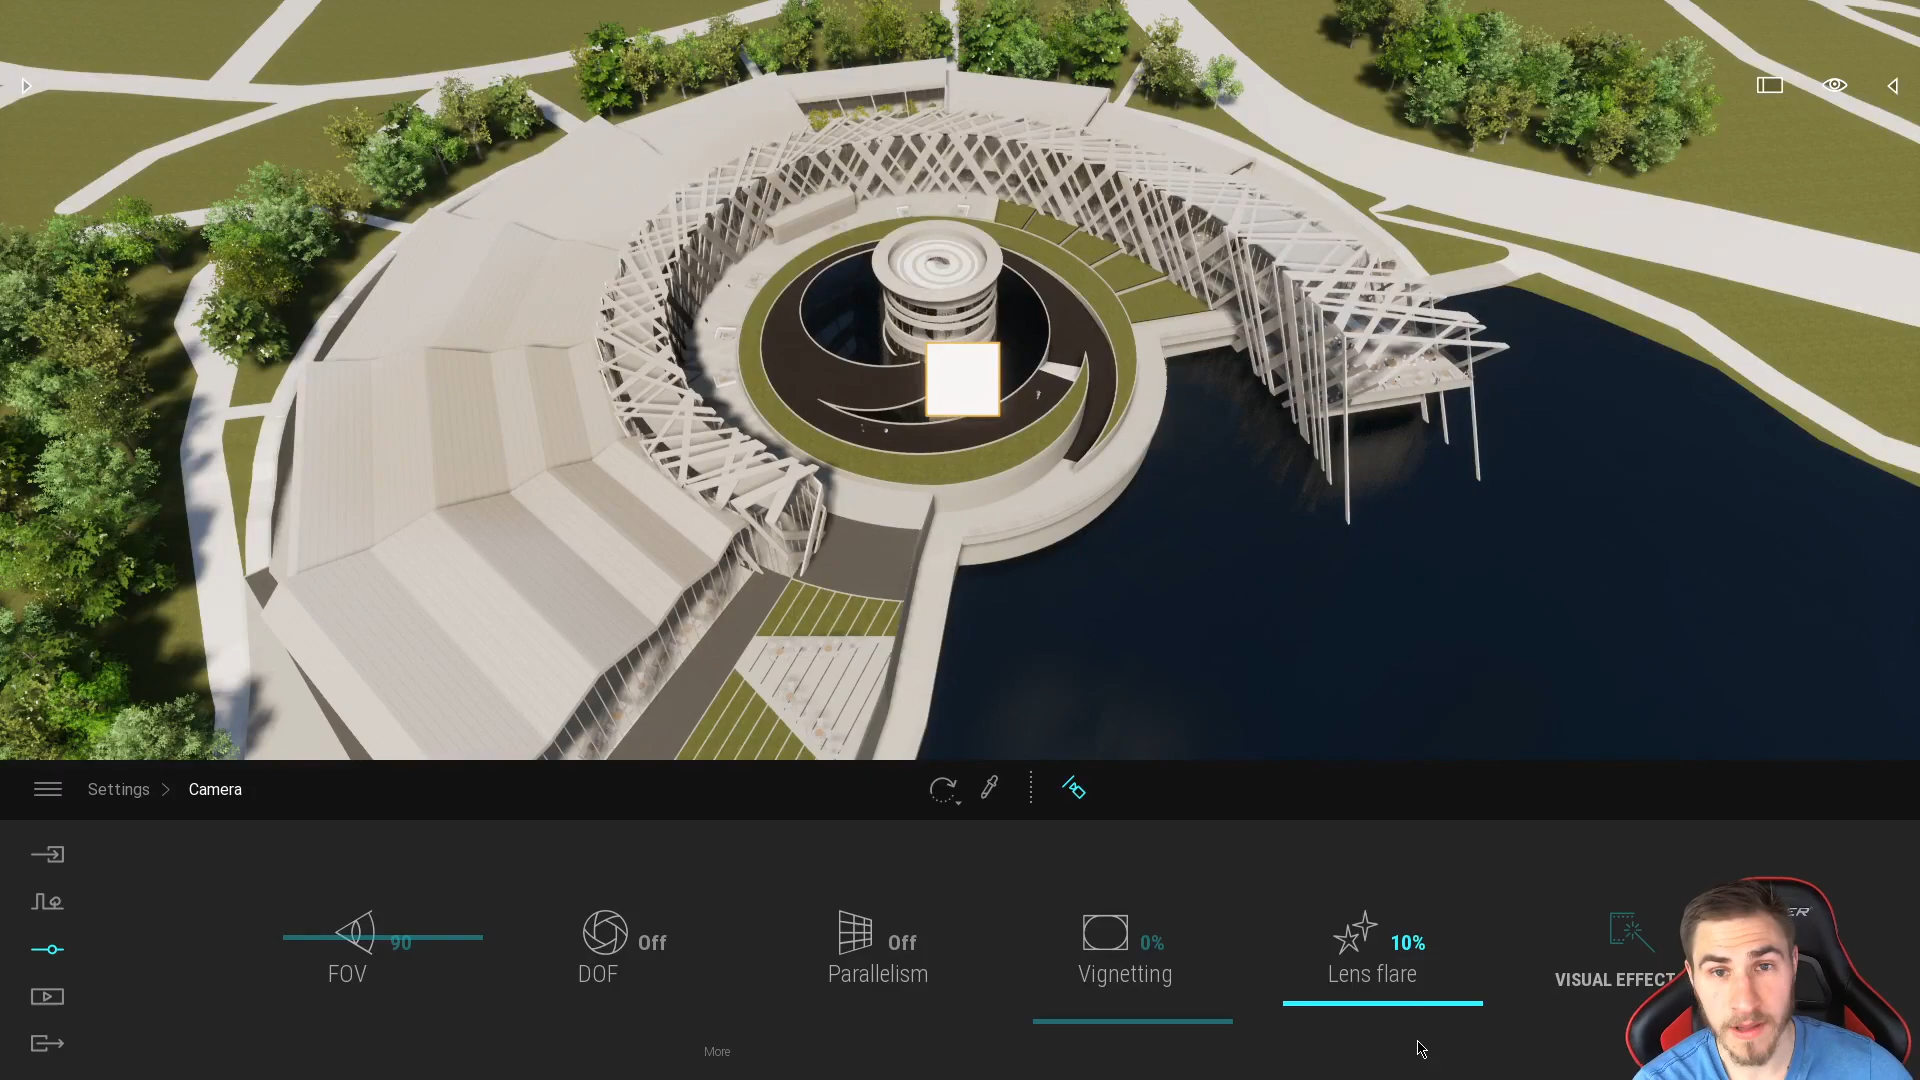 Settings > Camera
90
FOV
Off
DOF
Off
Parallelism
0%
Vignetting
10%
Lens flare
VISUAL EFFECT
More